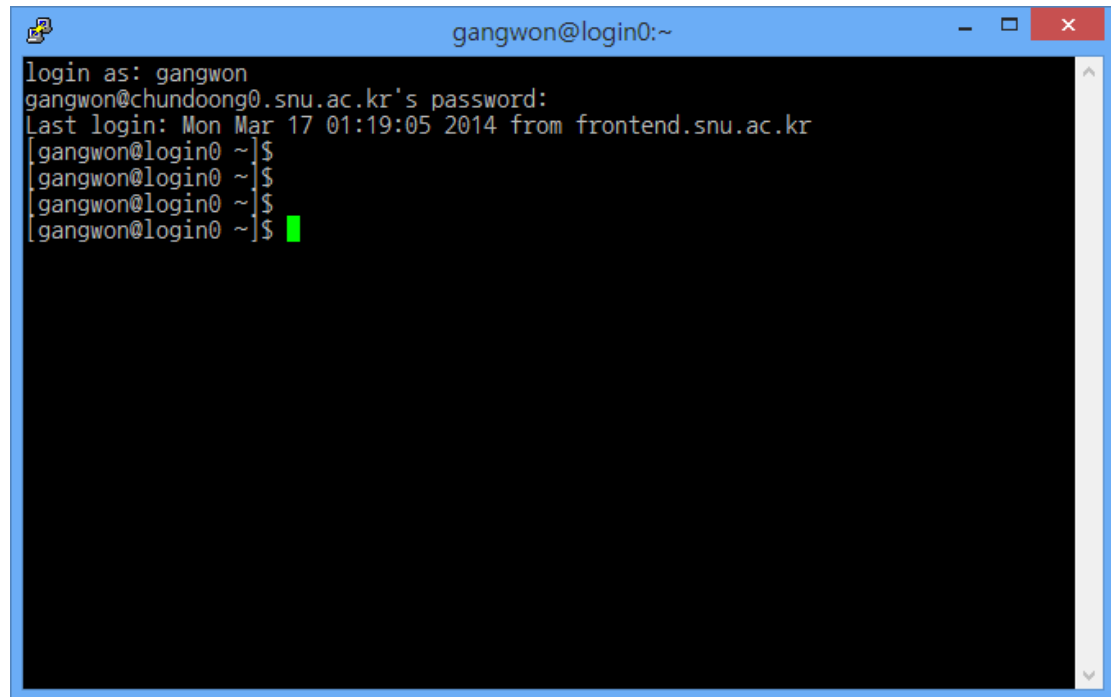 gangwon@login0:~
login as: gangwon
gangwon@chundoong0.snu.ac.kr's password:
Last login: Mon Mar 17 01:19:05 2014 from frontend.snu.ac.kr
[gangwon@login0 ~]$
[gangwon@login0 ~]$
[gangwon@login0 ~]$
[gangwon@login0 ~]$